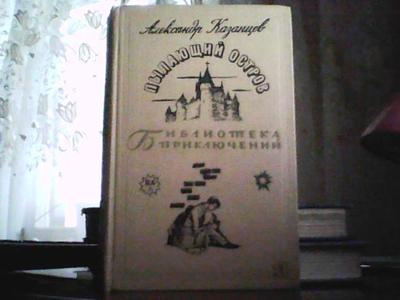 Александр Казанцев
ПЫЛАЮЩИЙ ОСТРОВ
БИБЛИОТЕКА
ПРИКЛЮЧЕНИЙ